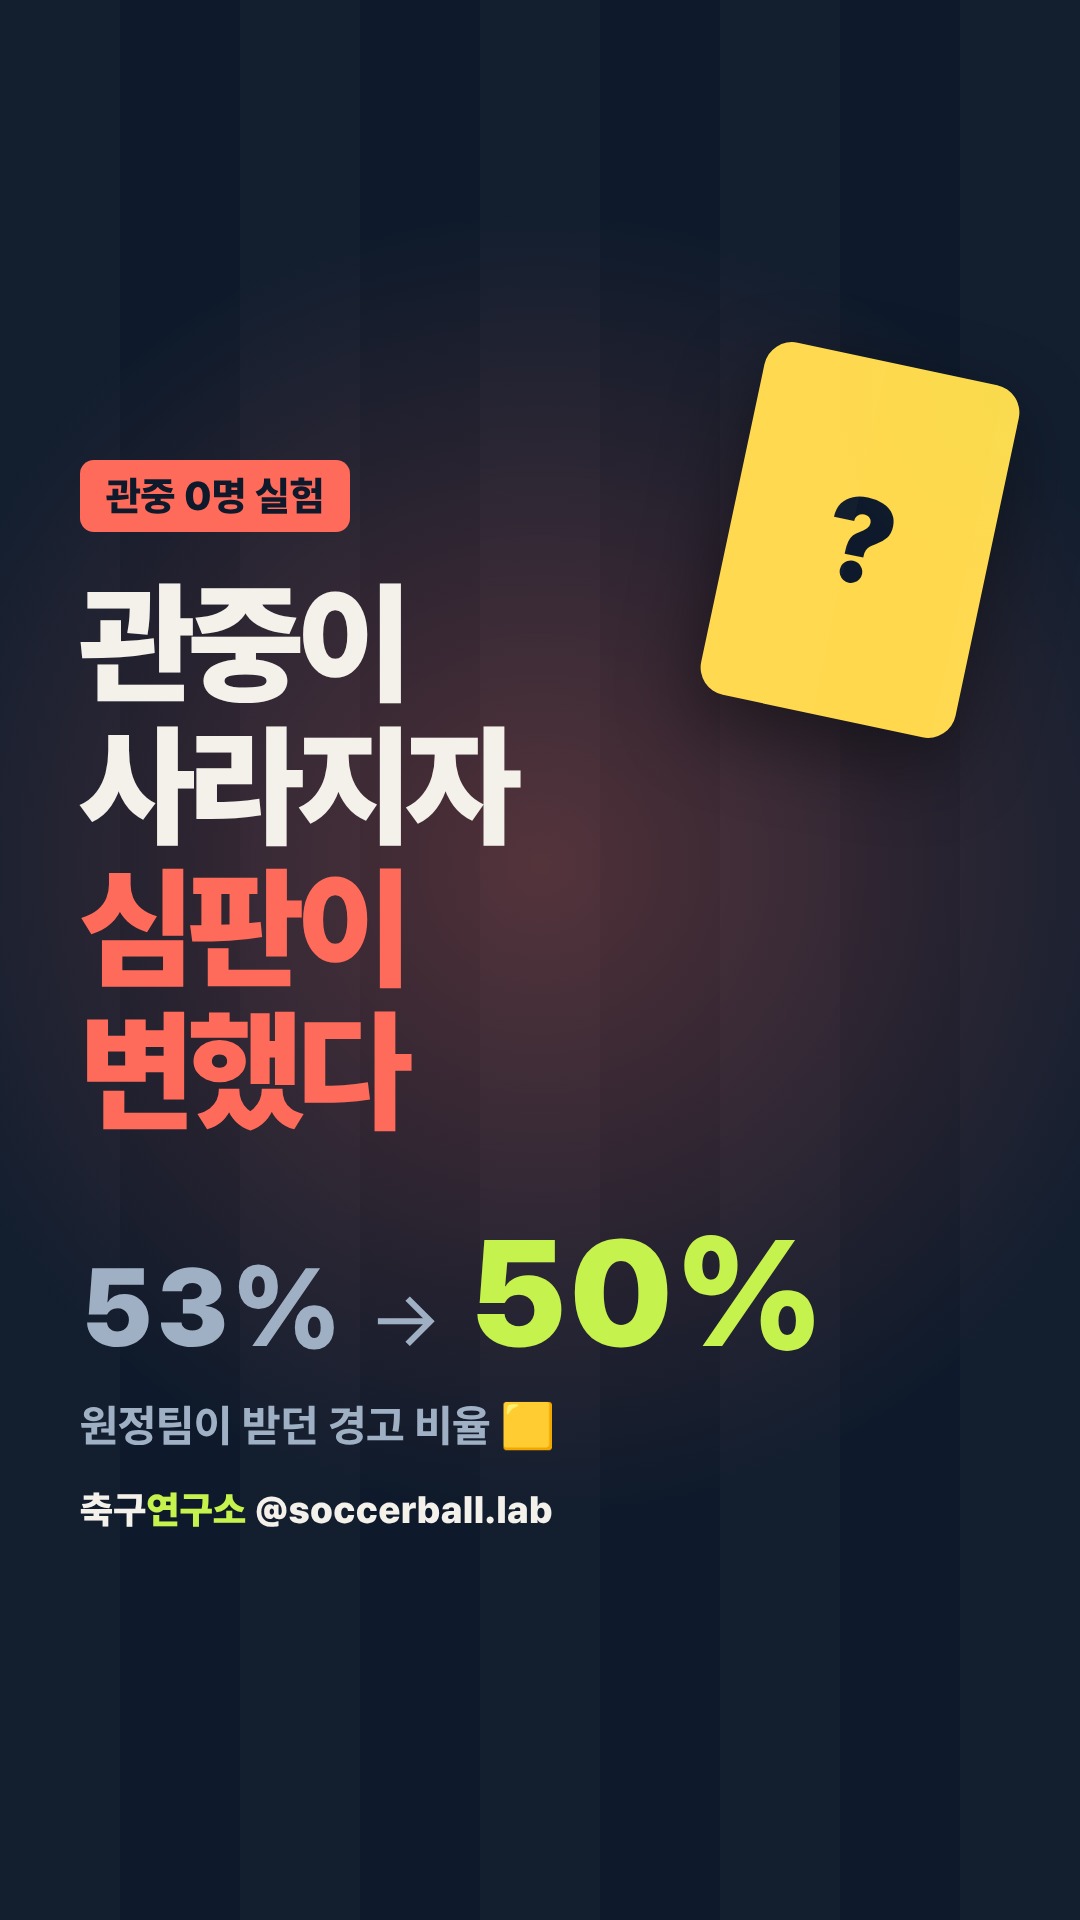 관중 0명 실험
?
관중이
사라지자
심판이
변했다
53% → 50%
원정팀이 받던 경고 비율 🟨
축구연구소 @soccerball.lab